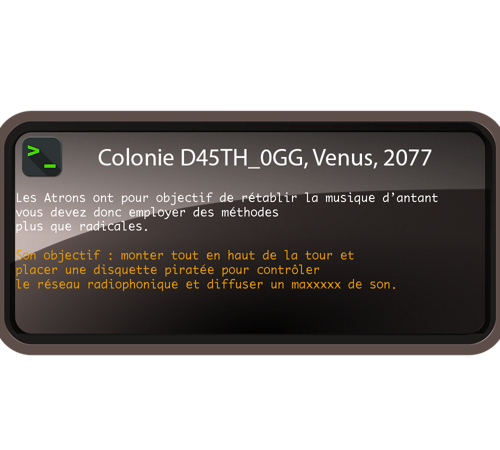 >_
Colonie D45TH_0GG, Venus, 2077
Les Atrons ont pour objectif de rétablir la musique d'antant
vous devez donc employer des méthodes
plus que radicales.
Son objectif : monter tout en haut de la tour et
placer une disquette piratée pour contrôler
le réseau radiophonique et diffuser un maxxxxx de son.